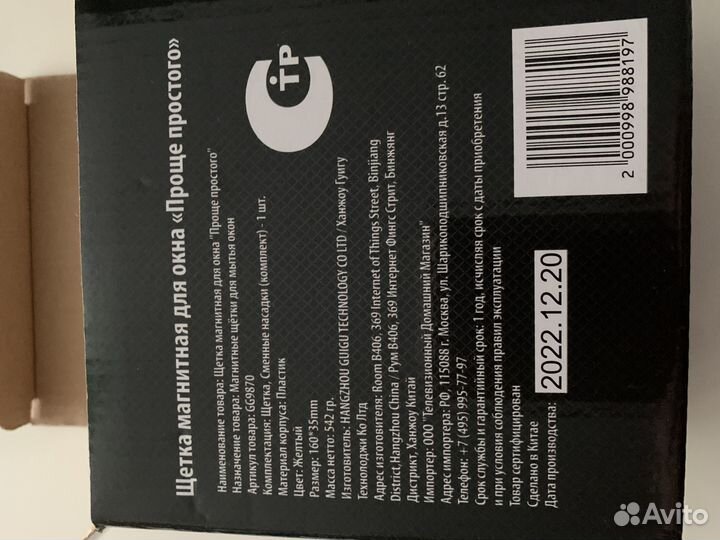 Щетка магнитная для окна «Проще простого»
Наименование товара: Щетка магнитная для окна "Проще простого"
Назначение товара: Магнитные щётки для мытья окон
Артикул товара: GG9870
Комплектация: Щетка, Сменные насадки (комплект) - 1 шт.
Материал корпуса: Пластик
Цвет: Желтый
Размер: 160*35mm
Масса нетто: 542 гр.
Изготовитель: HANGZHOU GUIGU TECHNOLOGY CO LTD / Ханжоу Гуигу
Технолоджи Ко Лтд
Адрес изготовителя: Room B406, 369 Internet of Things Street, Binjiang
District,Hangzhou China / Рум B406, 369 Интернет Фингс Стрит, Бинжянг
Дистрикт, Ханжоу Китай
Импортер: ООО "Телевизионный Домашний Магазин"
Адрес импортера: РФ, 115088 г. Москва, ул. Шарикоподшипниковская д.13 стр. 62
Телефон: +7 (495) 995-77-97
Срок службы и гарантийный срок: 1 год, исчисляя срок с даты приобретения
и при условия соблюдения правил эксплуатации
Товар сертифицирован
Сделано в Китае
Дата производства: 2022.12.20
СТР
2 000998 988197
Avito